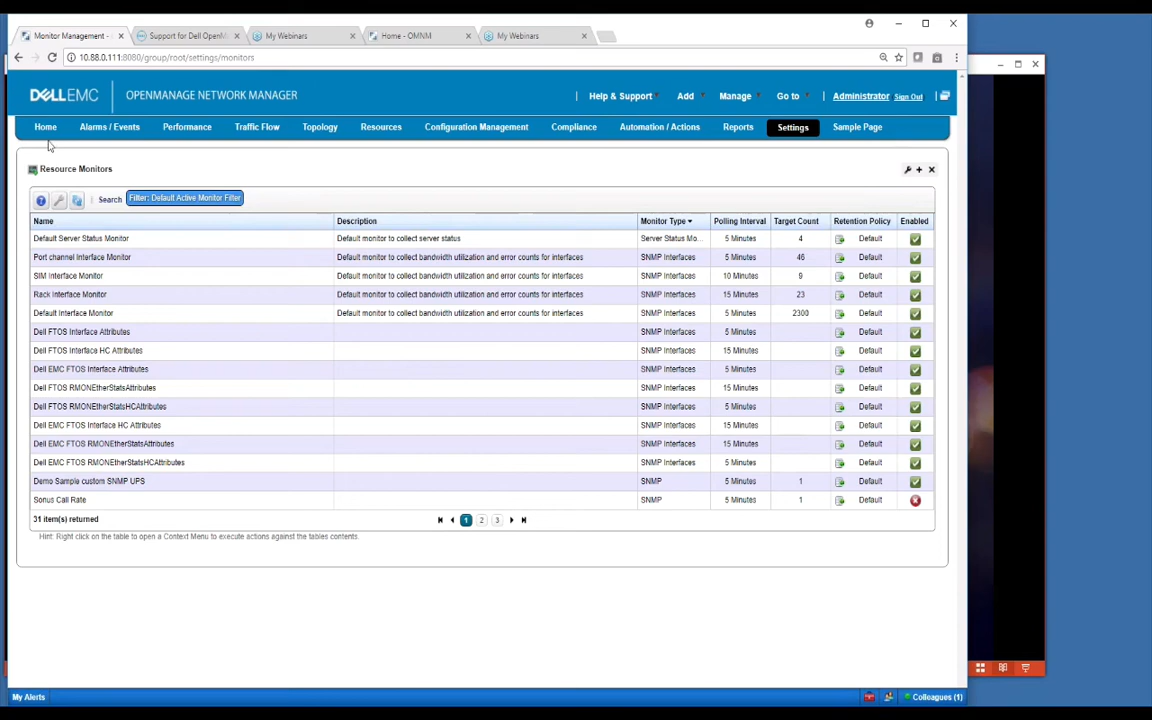 Monitor Management -
Support for Dell OpenM
My Webinars
Home - OMNM
My Webinars
10.88.0.111:8080/group/root/settings/monitors
DELLEMC
OPENMANAGE NETWORK MANAGER
Help & Support
Add
Manage
Go to
Administrator
Sign Out
Home
Alarms / Events
Performance
Traffic Flow
Topology
Resources
Configuration Management
Compliance
Automation / Actions
Reports
Settings
Sample Page
Resource Monitors
Search
Filter: Default Active Monitor Filter
Name Description Monitor Type Polling Interval Target Count Retention Policy Enabled
Default Server Status Monitor Default monitor to collect server status Server Status Mo... 5 Minutes 4 Default
Port channel Interface Monitor Default monitor to collect bandwidth utilization and error counts for interfaces SNMP Interfaces 5 Minutes 46 Default
SIM Interface Monitor Default monitor to collect bandwidth utilization and error counts for interfaces SNMP Interfaces 10 Minutes 9 Default
Rack Interface Monitor Default monitor to collect bandwidth utilization and error counts for interfaces SNMP Interfaces 15 Minutes 23 Default
Default Interface Monitor Default monitor to collect bandwidth utilization and error counts for interfaces SNMP Interfaces 5 Minutes 2300 Default
Dell FTOS Interface Attributes SNMP Interfaces 5 Minutes Default
Dell FTOS Interface HC Attributes SNMP Interfaces 15 Minutes Default
Dell EMC FTOS Interface Attributes SNMP Interfaces 5 Minutes Default
Dell FTOS RMONEtherStatsAttributes SNMP Interfaces 15 Minutes Default
Dell FTOS RMONEtherStatsHCAttributes SNMP Interfaces 5 Minutes Default
Dell EMC FTOS Interface HC Attributes SNMP Interfaces 15 Minutes Default
Dell EMC FTOS RMONEtherStatsAttributes SNMP Interfaces 15 Minutes Default
Dell EMC FTOS RMONEtherStatsHCAttributes SNMP Interfaces 5 Minutes Default
Demo Sample custom SNMP UPS SNMP 5 Minutes 1 Default
Sonus Call Rate SNMP 5 Minutes 1 Default
31 item(s) returned
1 2 3
Hint: Right click on the table to open a Context Menu to execute actions against the tables contents.
My Alerts
Colleagues (1)